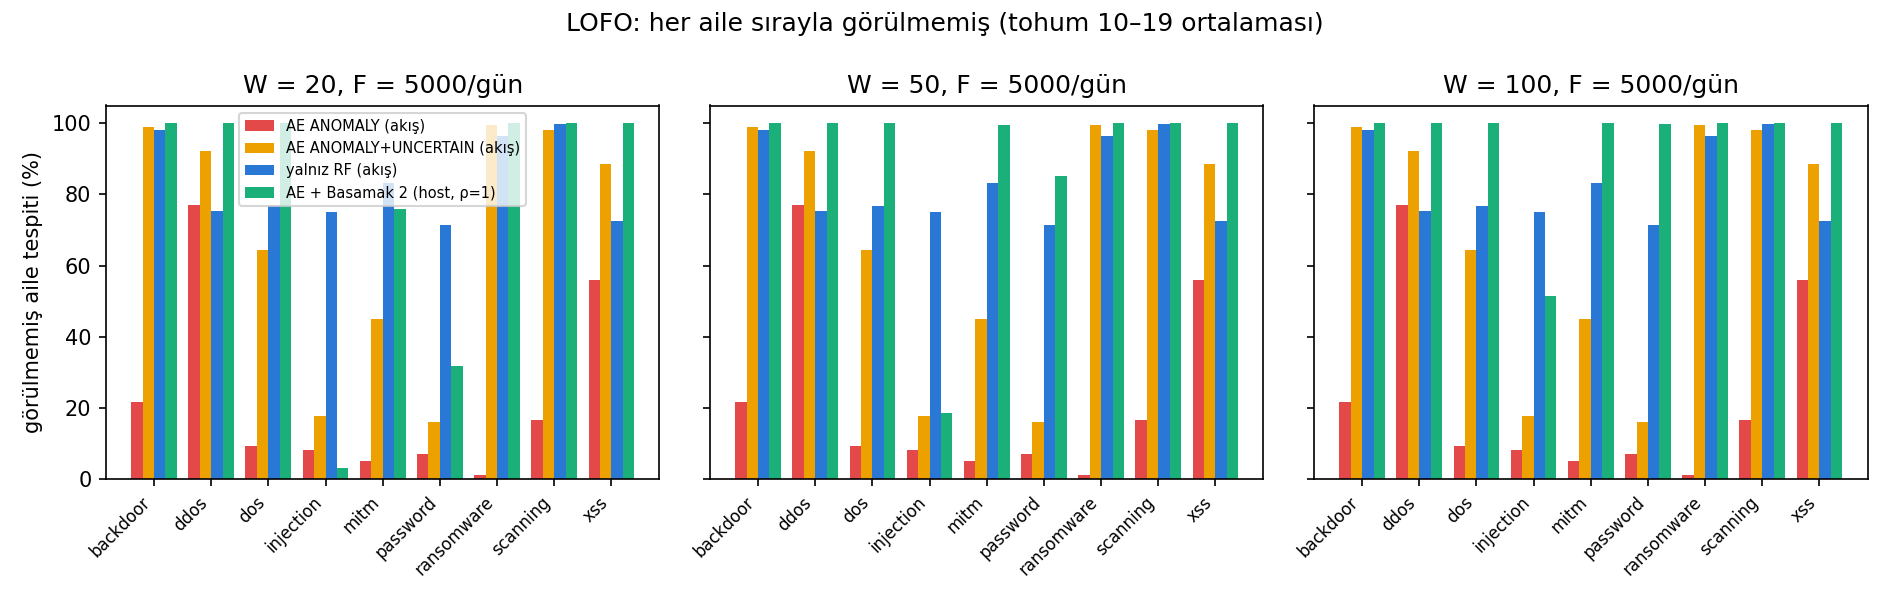 LOFO: her aile sırayla görülmemiş (tohum 10–19 ortalaması)
W = 20, F = 5000/gün
W = 50, F = 5000/gün
W = 100, F = 5000/gün
görülmemiş aile tespiti (%)
100
80
60
40
20
0
AE ANOMALY (akış)
AE ANOMALY+UNCERTAIN (akış)
yalnız RF (akış)
AE + Basamak 2 (host, ρ=1)
backdoor
ddos
dos
injection
mitm
password
ransomware
scanning
xss
backdoor
ddos
dos
injection
mitm
password
ransomware
scanning
xss
backdoor
ddos
dos
injection
mitm
password
ransomware
scanning
xss